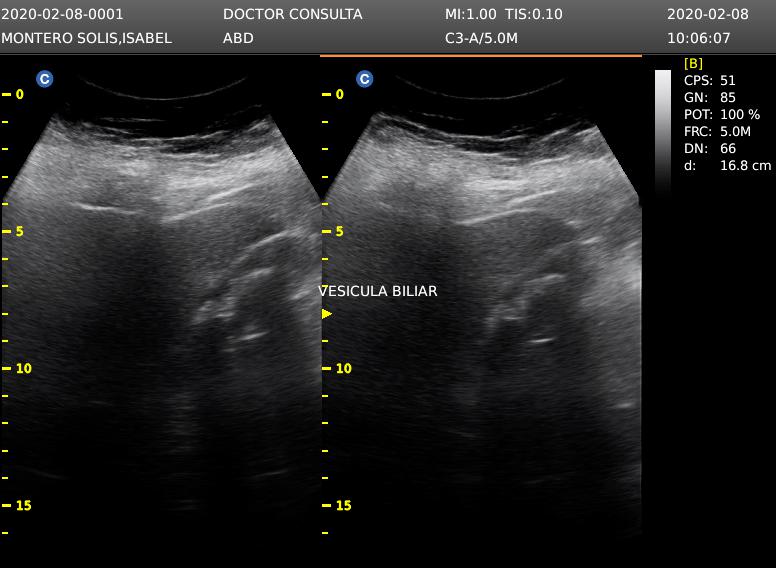 2020-02-08-0001 DOCTOR CONSULTA MI:1.00 TIS:0.10 2020-02-08
MONTERO SOLIS,ISABEL ABD C3-A/5.0M 10:06:07
[B]
CPS: 51
GN: 85
POT: 100 %
FRC: 5.0M
DN: 66
d: 16.8 cm
C C
0 0
5 5
VESICULA BILIAR
10 10
15 15